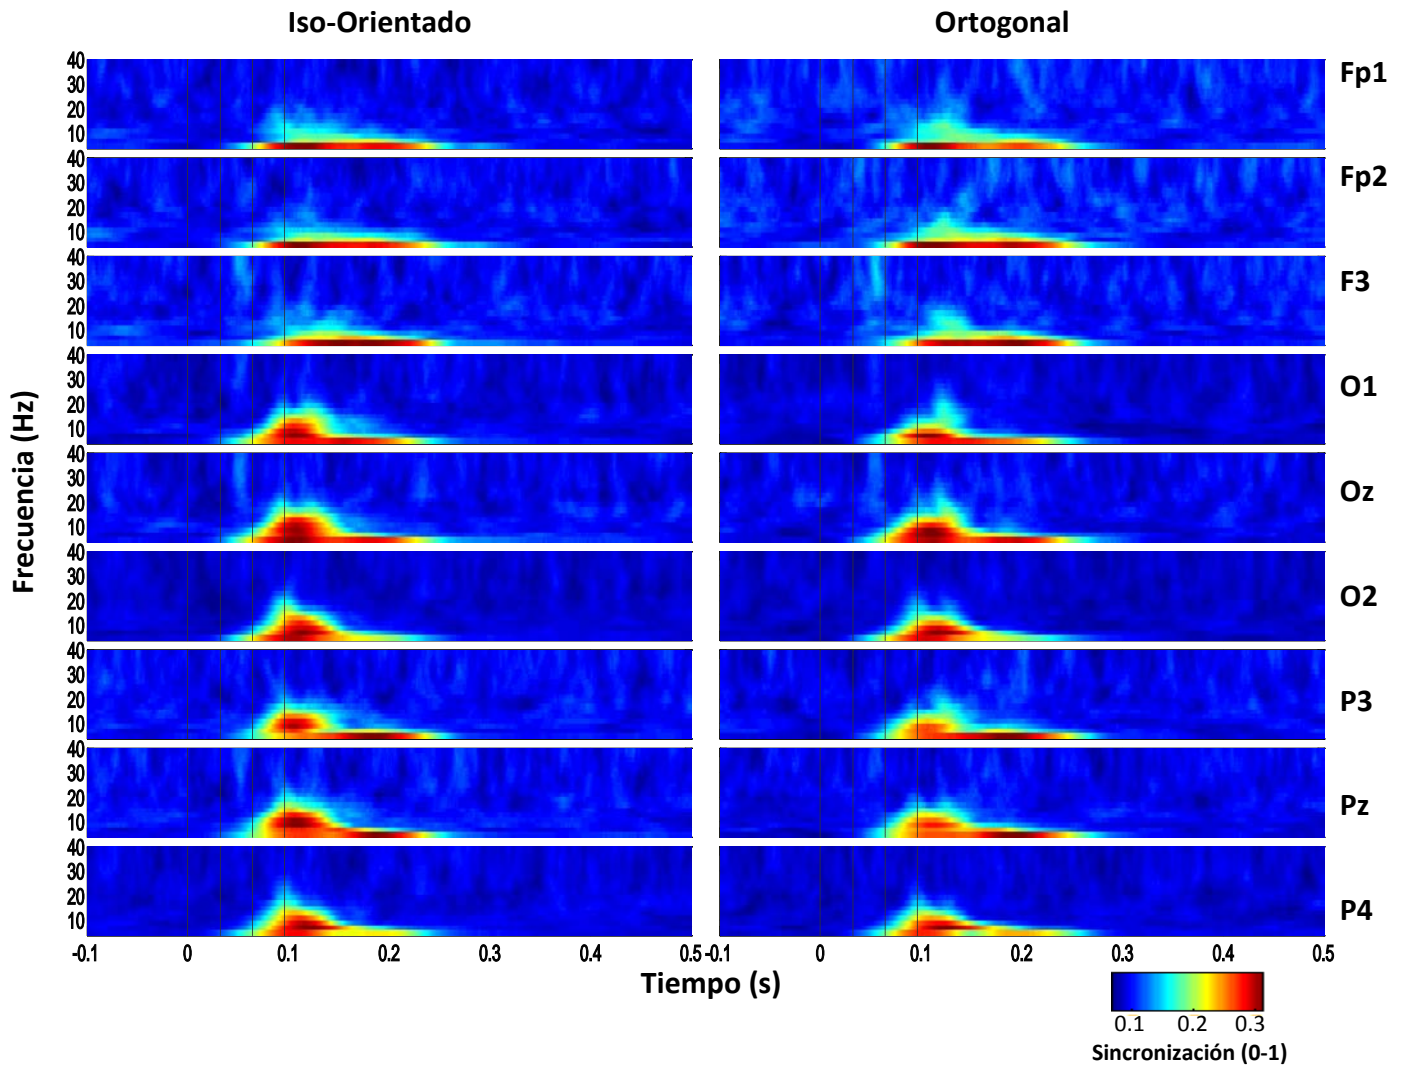 Iso-Orientado Ortogonal
40 30 20 10 Fp1
40 30 20 10 Fp2
40 30 20 10 F3
40 30 20 10 O1
40 30 20 10 Oz
40 30 20 10 O2
40 30 20 10 P3
40 30 20 10 Pz
40 30 20 10 P4
Frecuencia (Hz)
-0.1 0 0.1 0.2 0.3 0.4 0.5 -0.1 0 0.1 0.2 0.3 0.4 0.5
Tiempo (s)
0.1 0.2 0.3
Sincronización (0-1)